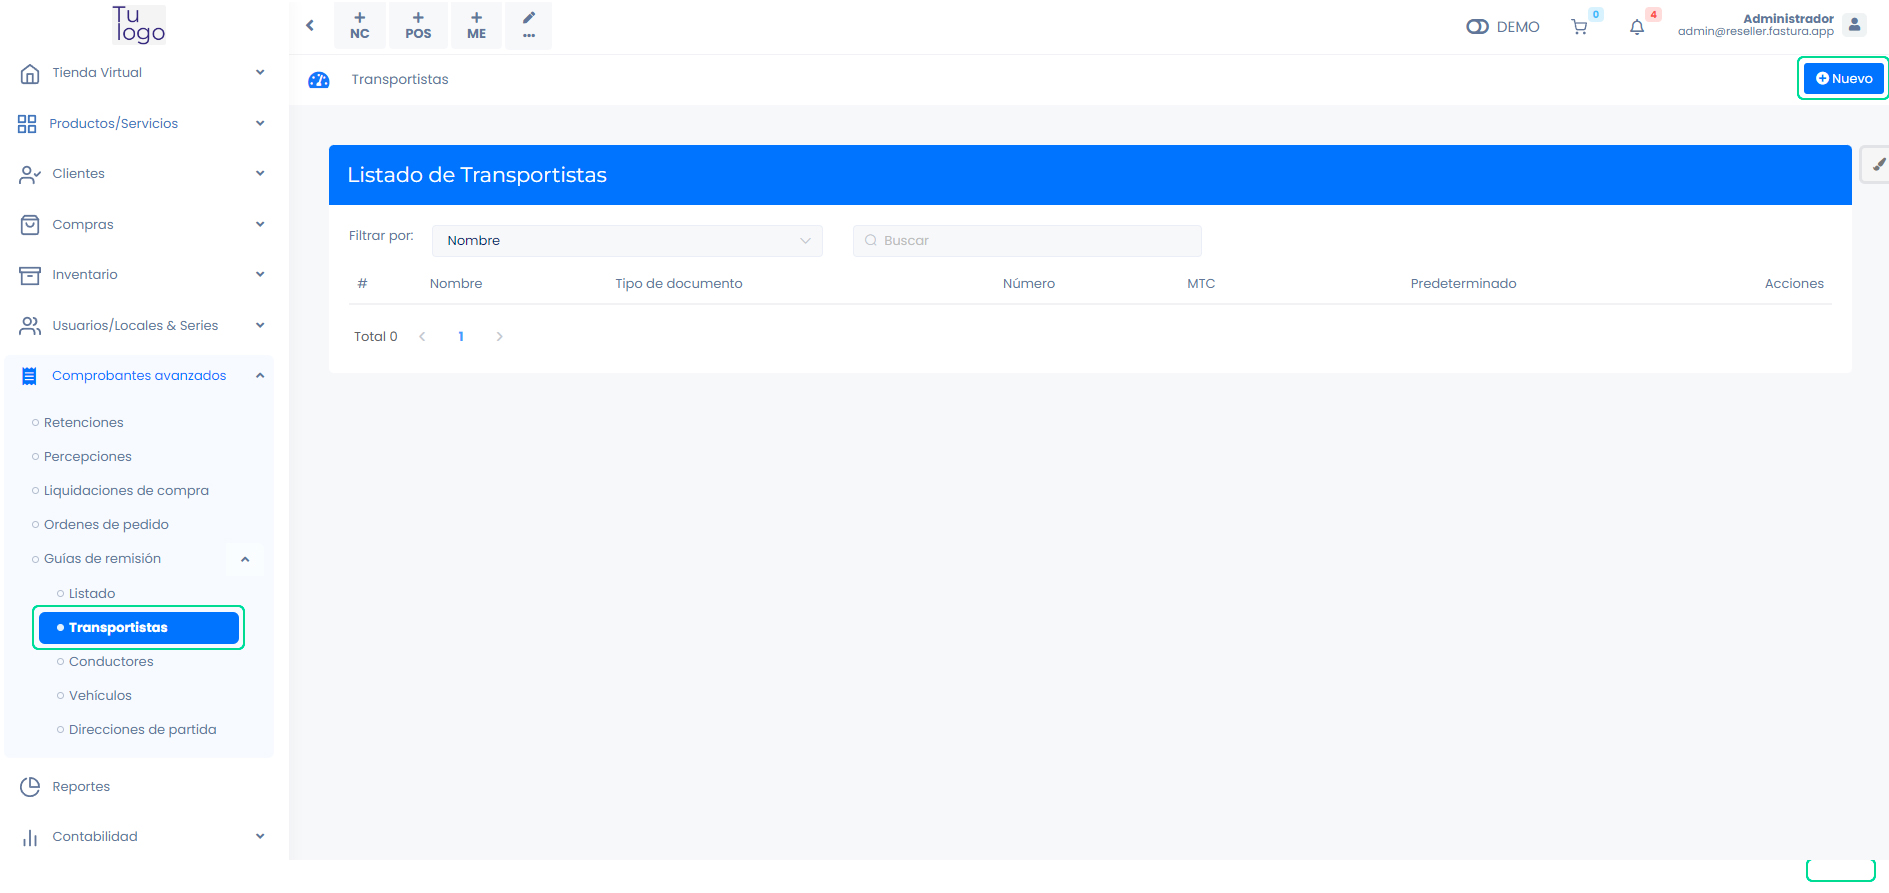 Tu
logo
Tienda Virtual
Productos/Servicios
Clientes
Compras
Inventario
Usuarios/Locales & Series
Comprobantes avanzados
Retenciones
Percepciones
Liquidaciones de compra
Ordenes de pedido
Guías de remisión
Listado
Transportistas
Conductores
Vehículos
Direcciones de partida
Reportes
Contabilidad
NC
POS
ME
...
DEMO
0
4
Administrador
admin@reseller.fastura.app
Transportistas
Nuevo
Listado de Transportistas
Filtrar por:
Nombre
Buscar
# Nombre Tipo de documento Número MTC Predeterminado Acciones
Total 0 < 1 >